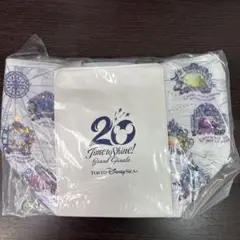 20
Time to Shine!
Grand Finale
TOKYO DISNEYSEA